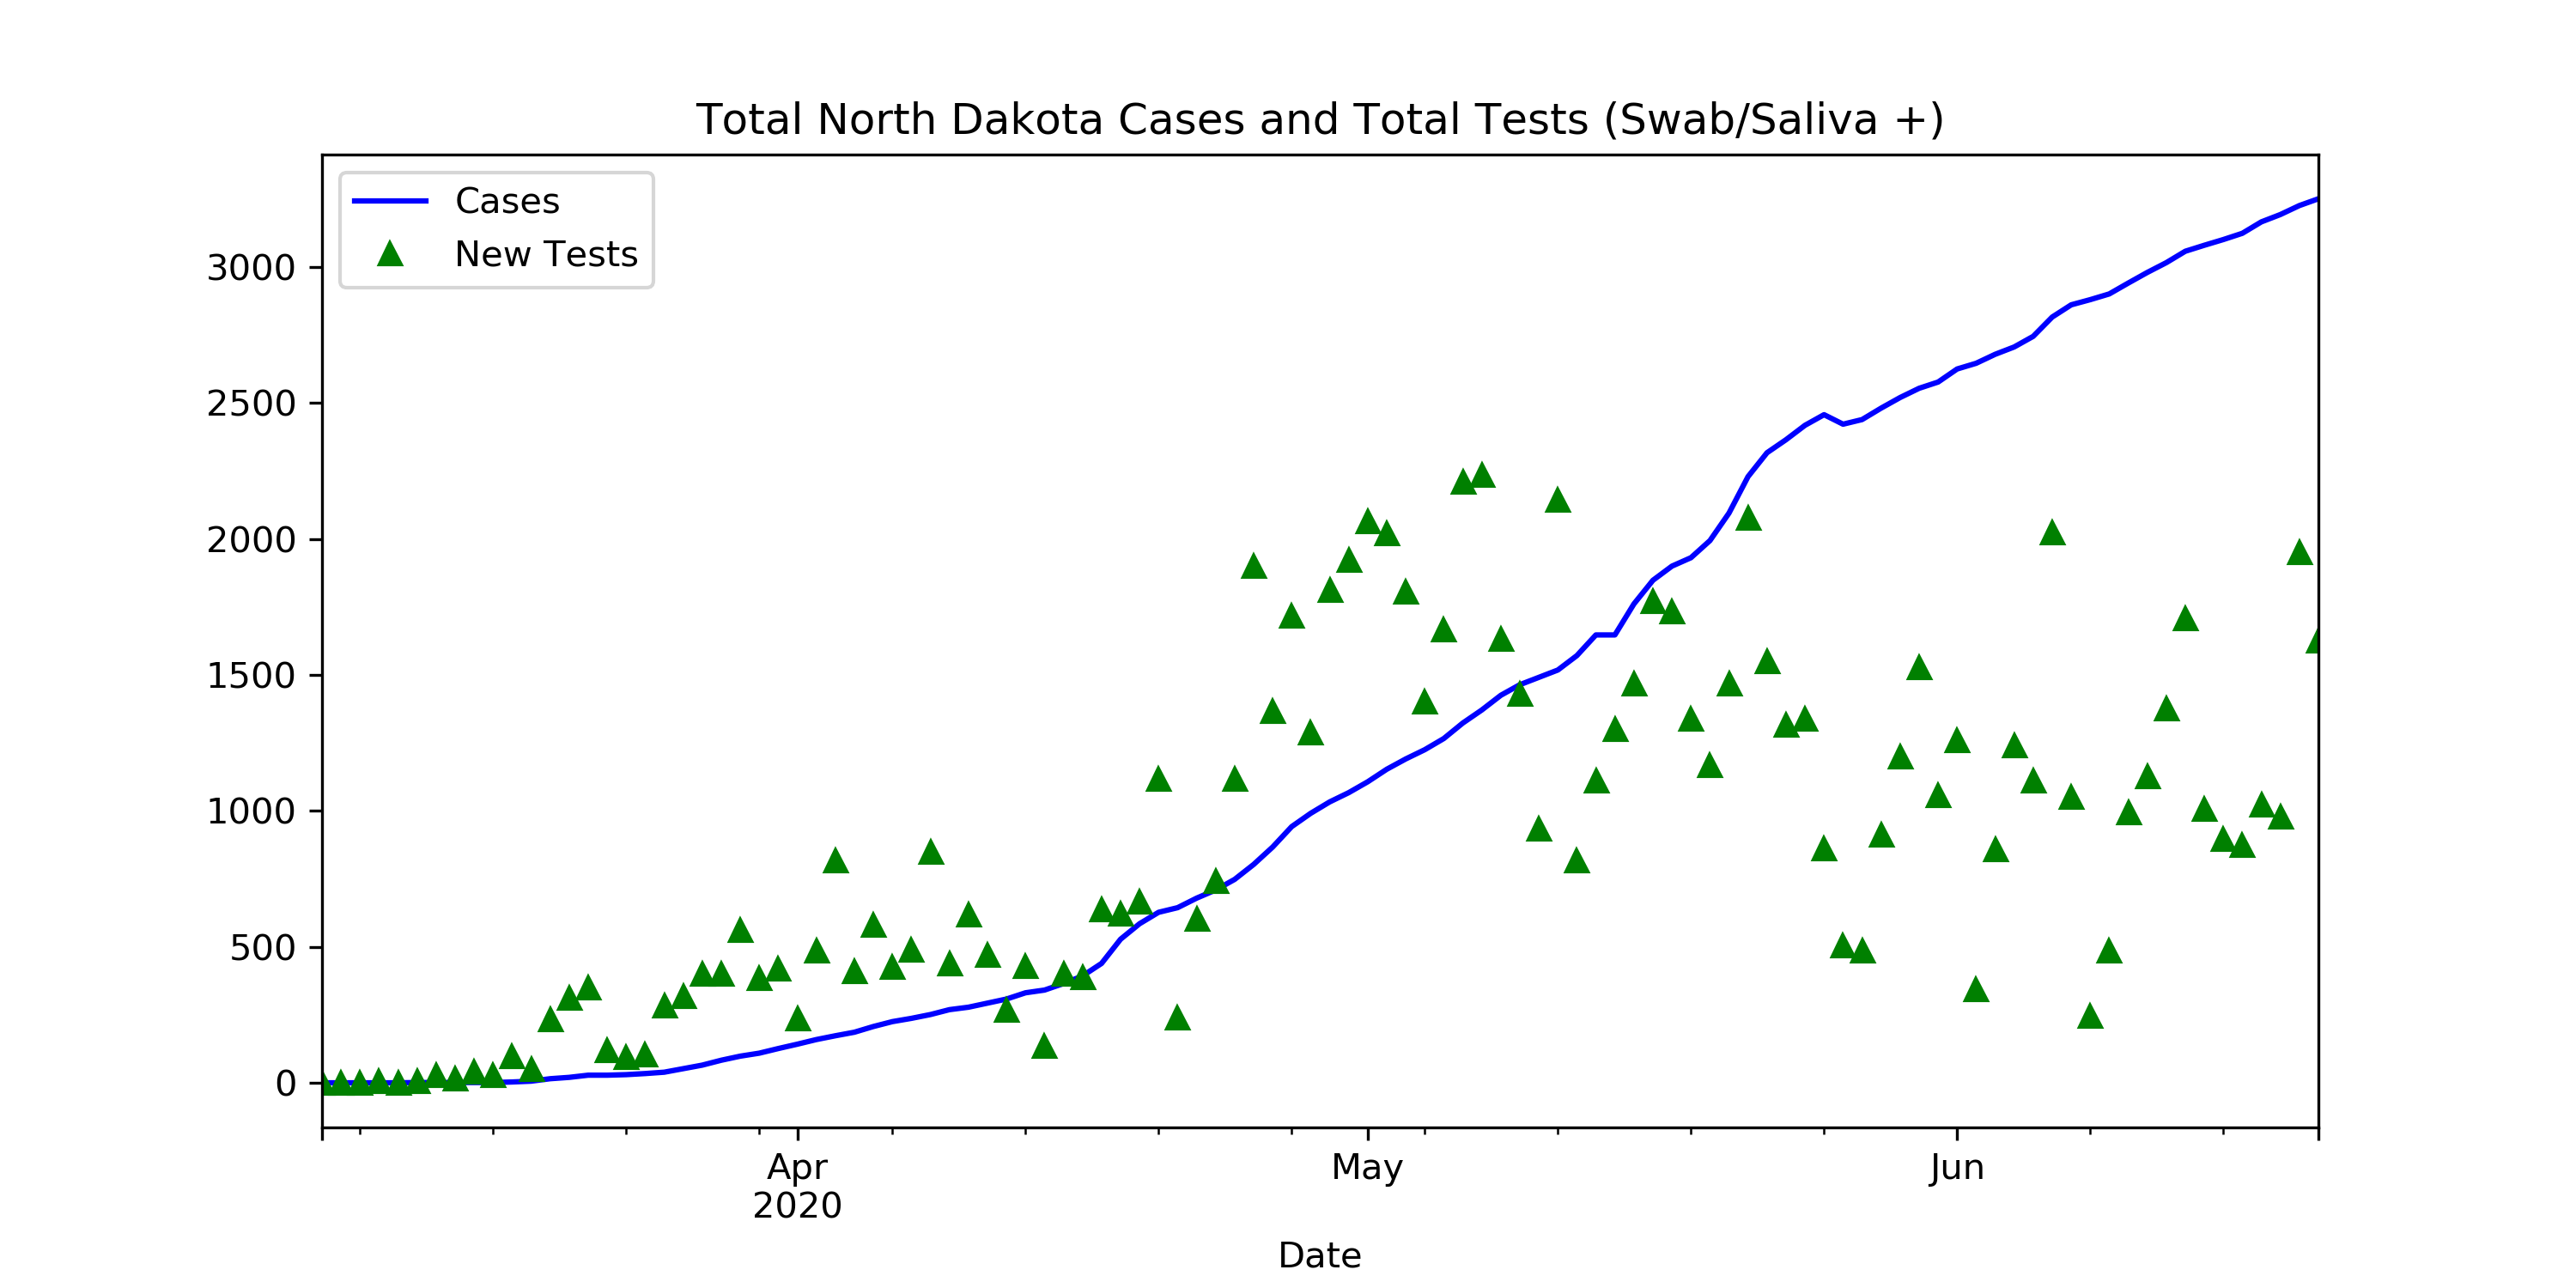 Total North Dakota Cases and Total Tests (Swab/Saliva +)
Cases
New Tests
3000
2500
2000
1500
1000
500
0
Apr
2020
May
Jun
Date